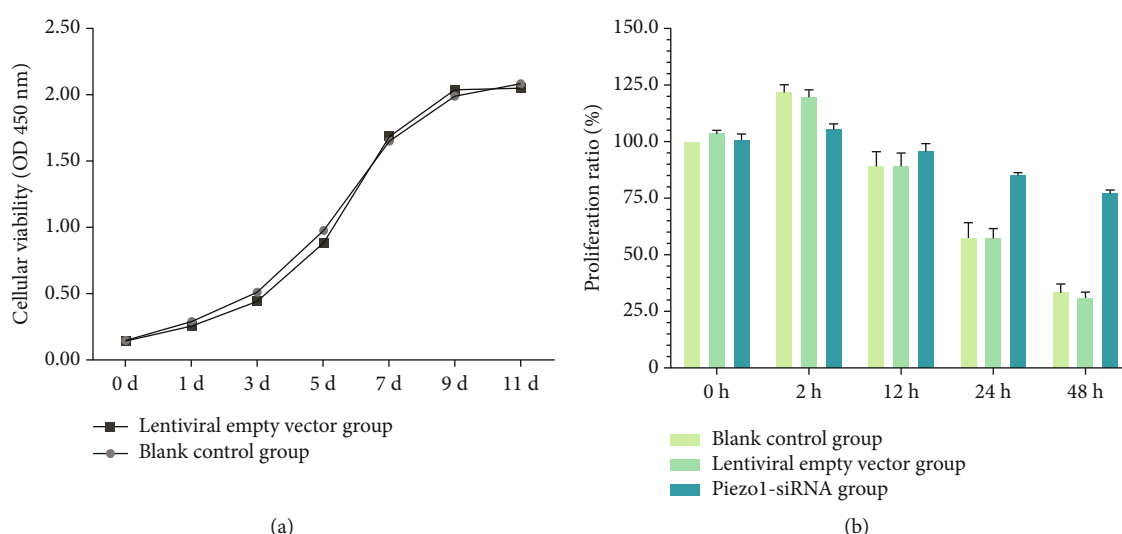 Cellular viability (OD 450 nm)
2.50
2.00
1.50
1.00
0.50
0.00
0 d 1 d 3 d 5 d 7 d 9 d 11 d
Lentiviral empty vector group
Blank control group
(a)
Proliferation ratio (%)
150.0
125.0
100.0
75.0
50.0
25.0
0
0 h 2 h 12 h 24 h 48 h
Blank control group
Lentiviral empty vector group
Piezo1-siRNA group
(b)